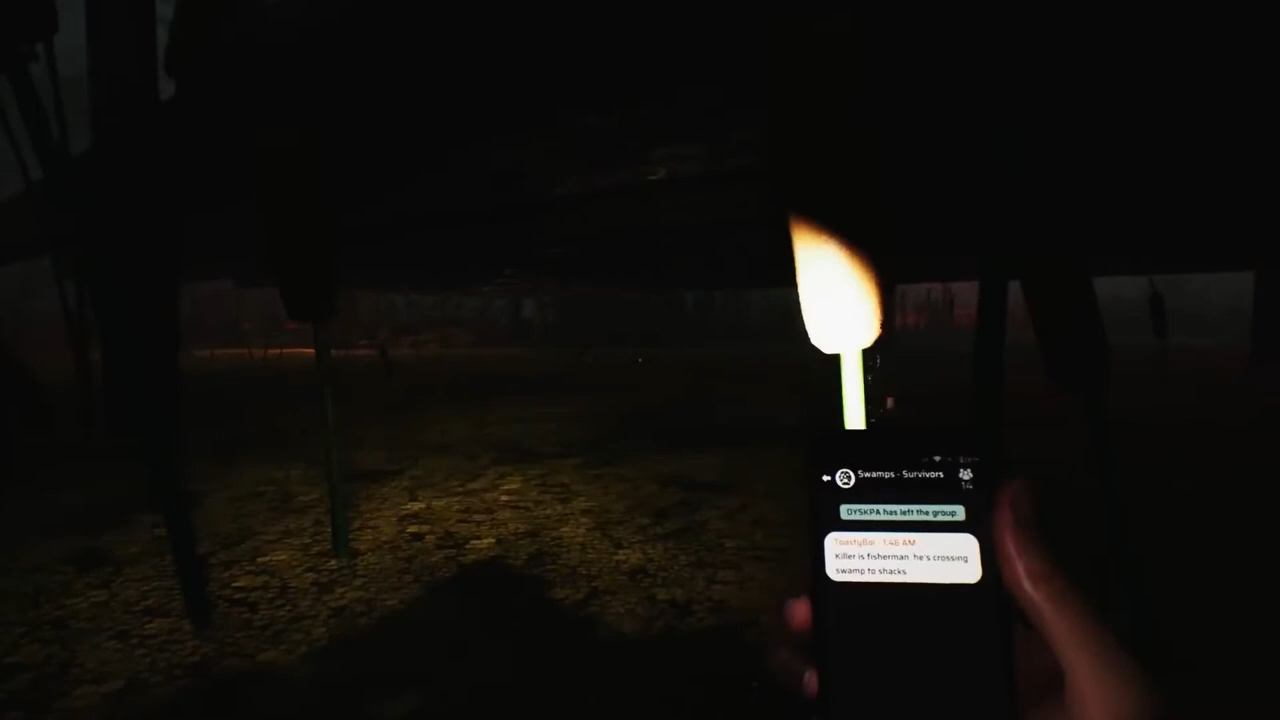 Swamps - Survivors
14
DYSKPA has left the group.
ToastyBoi - 1:46 AM
Killer is fisherman. he's crossing
swamp to shacks